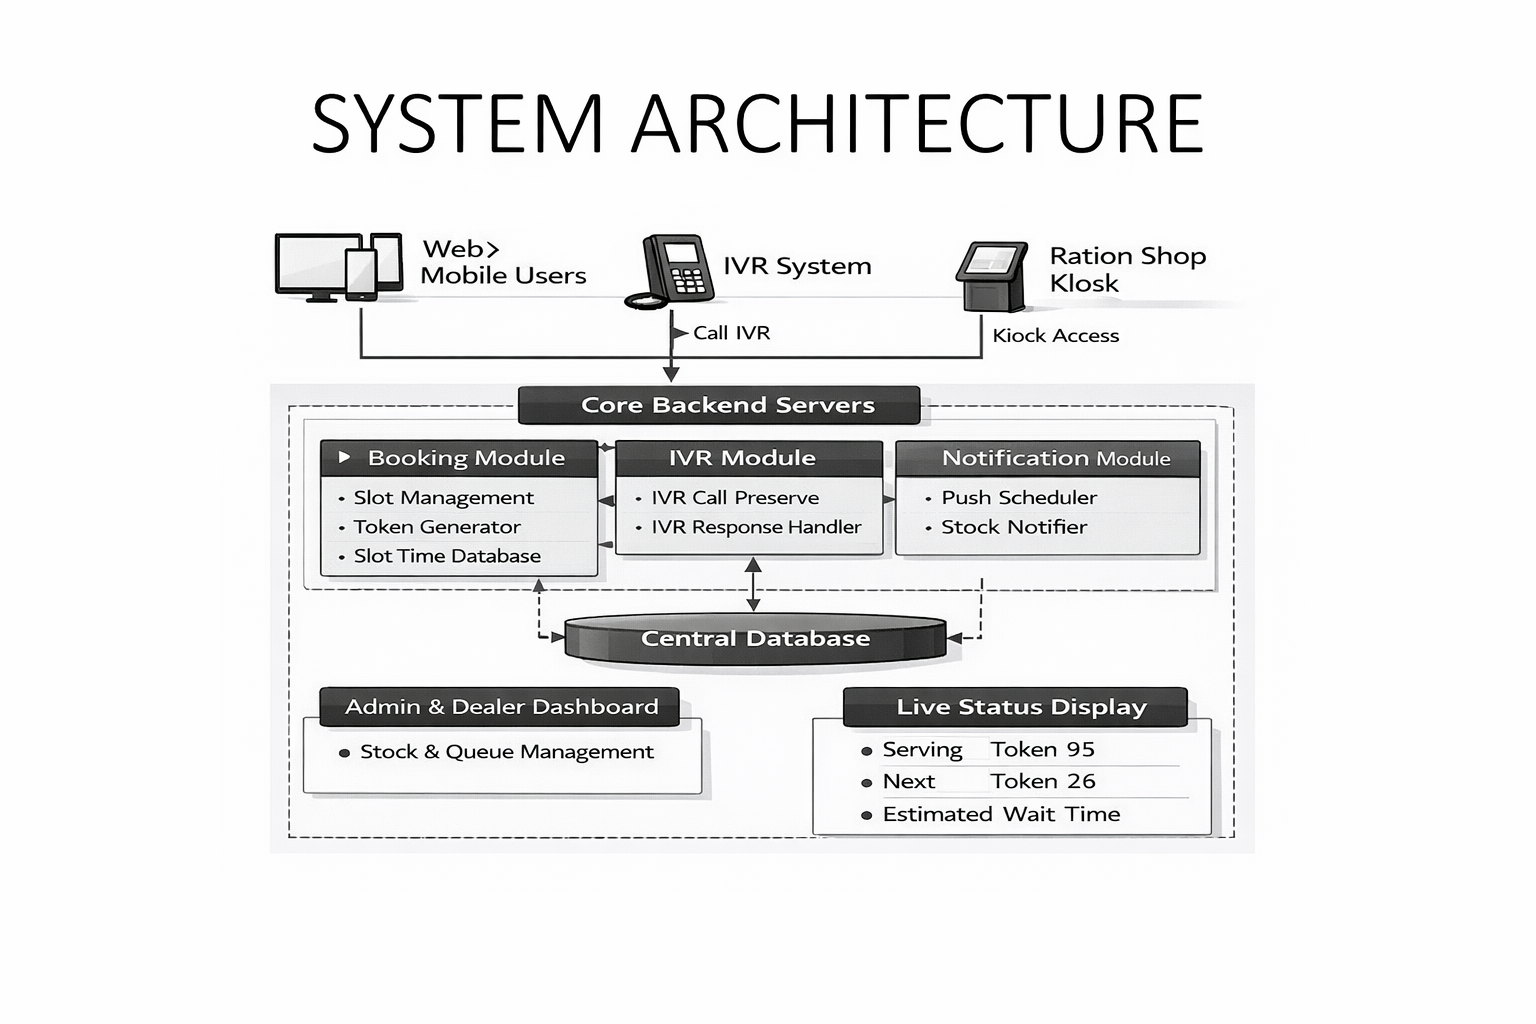 SYSTEM ARCHITECTURE
Web>
Mobile Users
IVR System
Ration Shop
Klosk
Call IVR
Kiock Access
Core Backend Servers
Booking Module
• Slot Management
• Token Generator
• Slot Time Database
IVR Module
• IVR Call Preserve
• IVR Response Handler
Notification Module
• Push Scheduler
• Stock Notifier
Central Database
Admin & Dealer Dashboard
• Stock & Queue Management
Live Status Display
• Serving Token 95
• Next Token 26
• Estimated Wait Time